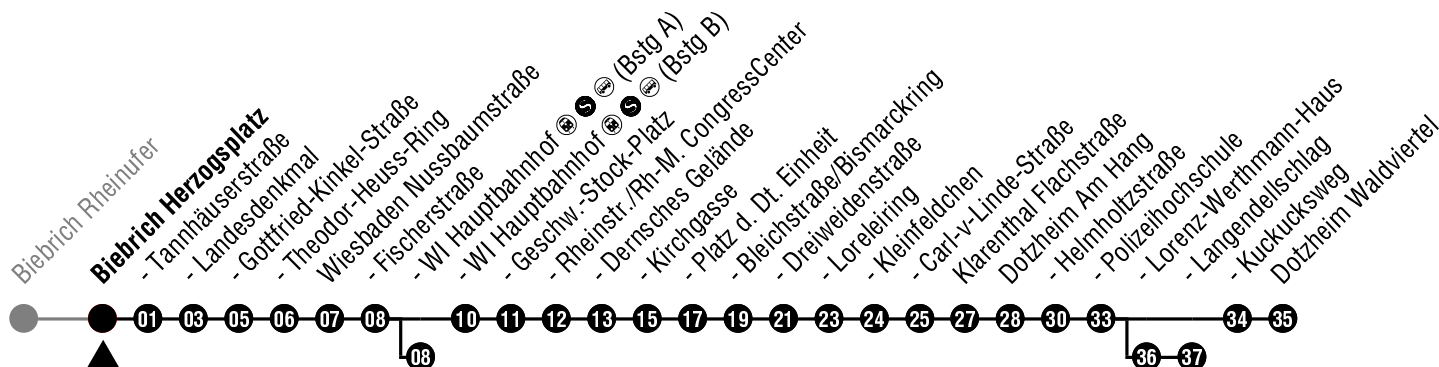 Biebrich Rheinufer
Biebrich Herzogsplatz
- Tannhäuserstraße
- Landesdenkmal
- Gottfried-Kinkel-Straße
- Theodor-Heuss-Ring
Wiesbaden Nussbaumstraße
- Fischerstraße
- WI Hauptbahnhof S (Bstg A)
- WI Hauptbahnhof S (Bstg B)
- Geschw.-Stock-Platz
- Rheinstr./Rh-M. CongressCenter
- Dernsches Gelände
- Kirchgasse
- Platz d. Dt. Einheit
- Bleichstraße/Bismarckring
- Dreiweidenstraße
- Loreleiring
- Kleinfeldchen
- Carl-v-Linde-Straße
Klarenthal Flachstraße
Dotzheim Am Hang
- Helmholtzstraße
- Polizeihochschule
- Lorenz-Werthmann-Haus
- Langendellschlag
- Kuckucksweg
Dotzheim Waldviertel
01 03 05 06 07 08 10 11 12 13 15 17 19 21 23 24 25 27 28 30 33 34 35
08 36 37